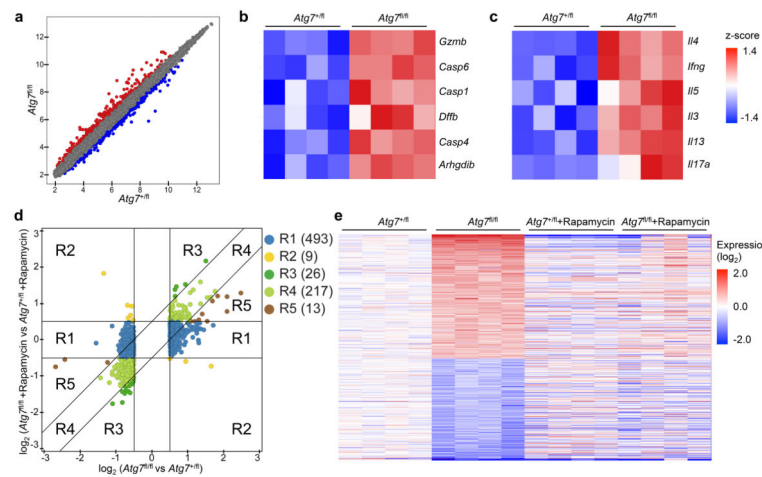 a
Atg7fl/fl
12
10
8
6
4
2
2 4 6 8 10 12
Atg7+/fl
b
Atg7+/fl Atg7fl/fl
Gzmb
Casp6
Casp1
Dffb
Casp4
Arhgdib
c
Atg7+/fl Atg7fl/fl
Il4
Ifng
Il5
Il3
Il13
Il17a
z-score
1.4
-1.4
d
log2 (Atg7fl/fl +Rapamycin vs Atg7+/fl +Rapamycin)
3
2
1
0
-1
-2
-3
R2 R3 R4
R5
R1 R1
R5
R4 R3 R2
-3 -2 -1 0 1 2 3
log2 (Atg7fl/fl vs Atg7+/fl)
R1 (493)
R2 (9)
R3 (26)
R4 (217)
R5 (13)
e
Atg7+/fl Atg7fl/fl Atg7+/fl+Rapamycin Atg7fl/fl+Rapamycin
Expressio
(log2)
2.0
0
-2.0